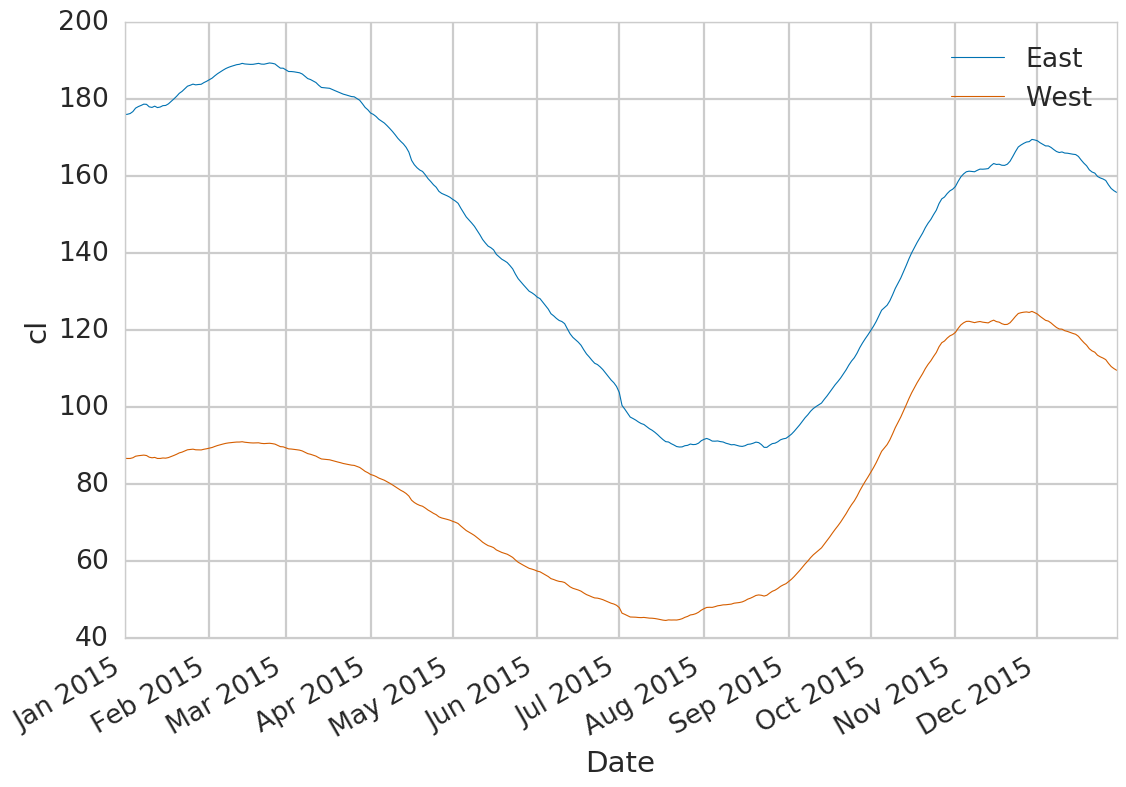 200
180
160
140
120
100
80
60
40
cl
East
West
Jan 2015
Feb 2015
Mar 2015
Apr 2015
May 2015
Jun 2015
Jul 2015
Aug 2015
Sep 2015
Oct 2015
Nov 2015
Dec 2015
Date